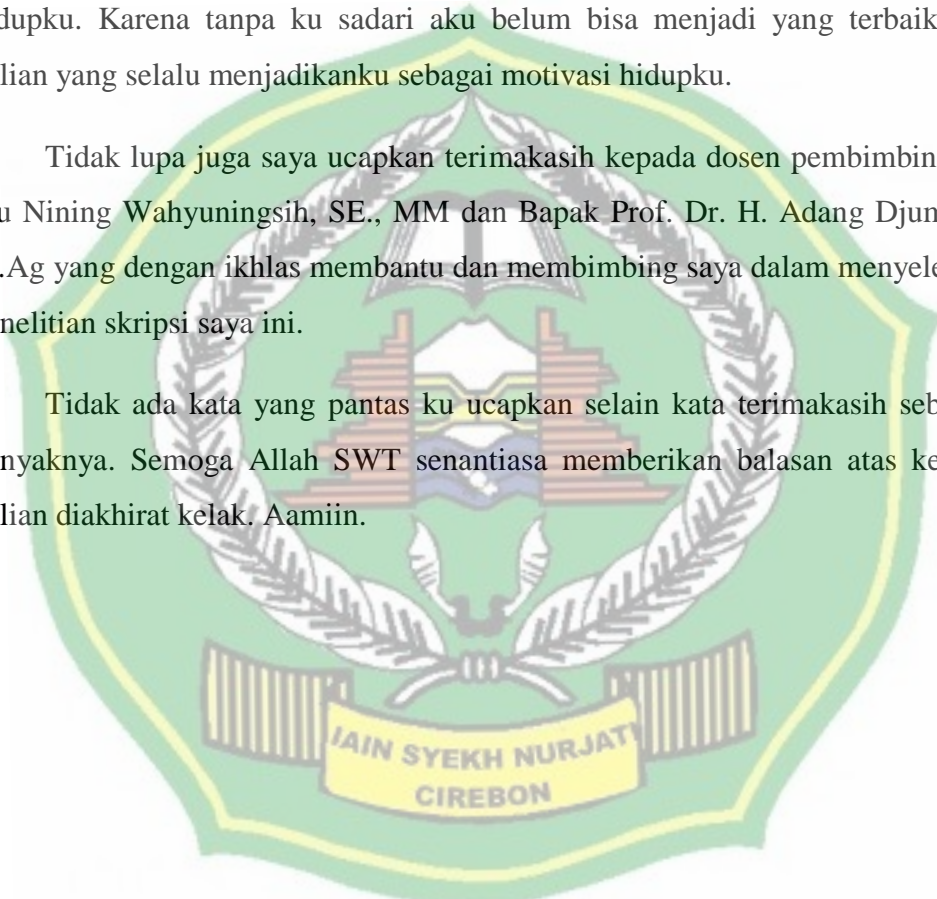 dupku. Karena tanpa ku sadari aku belum bisa menjadi yang terbaik
lian yang selalu menjadikanku sebagai motivasi hidupku.
Tidak lupa juga saya ucapkan terimakasih kepada dosen pembimbin
u Nining Wahyuningsih, SE., MM dan Bapak Prof. Dr. H. Adang Djum
.Ag yang dengan ikhlas membantu dan membimbing saya dalam menyele
nelitian skripsi saya ini.
Tidak ada kata yang pantas ku ucapkan selain kata terimakasih seb
nyaknya. Semoga Allah SWT senantiasa memberikan balasan atas ke
lian diakhirat kelak. Aamiin.
IAIN SYEKH NURJATI
CIREBON